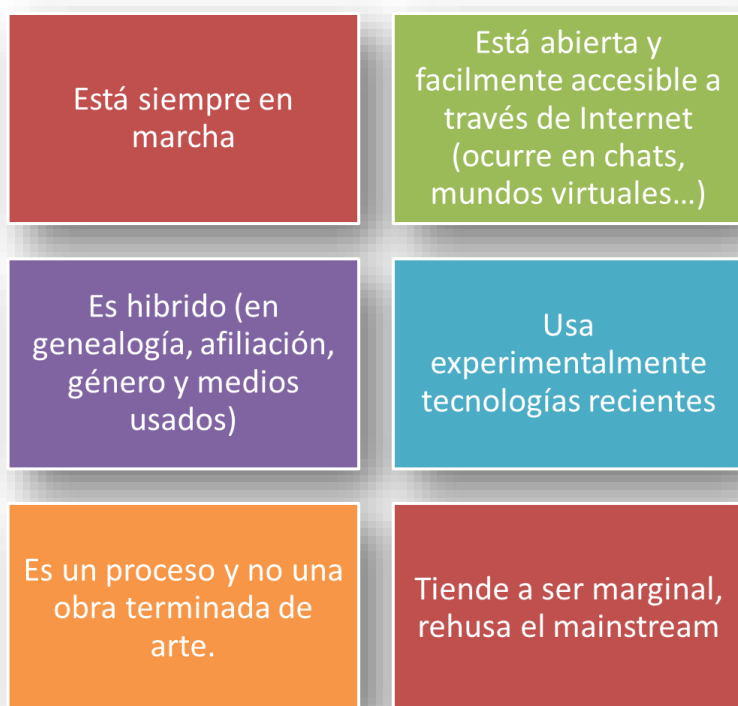 Está siempre en
marcha
Está abierta y
facilmente accesible a
través de Internet
(ocurre en chats,
mundos virtuales…)
Es hibrido (en
genealogía, afiliación,
género y medios
usados)
Usa
experimentalmente
tecnologías recientes
Es un proceso y no una
obra terminada de
arte.
Tiende a ser marginal,
rehusa el mainstream